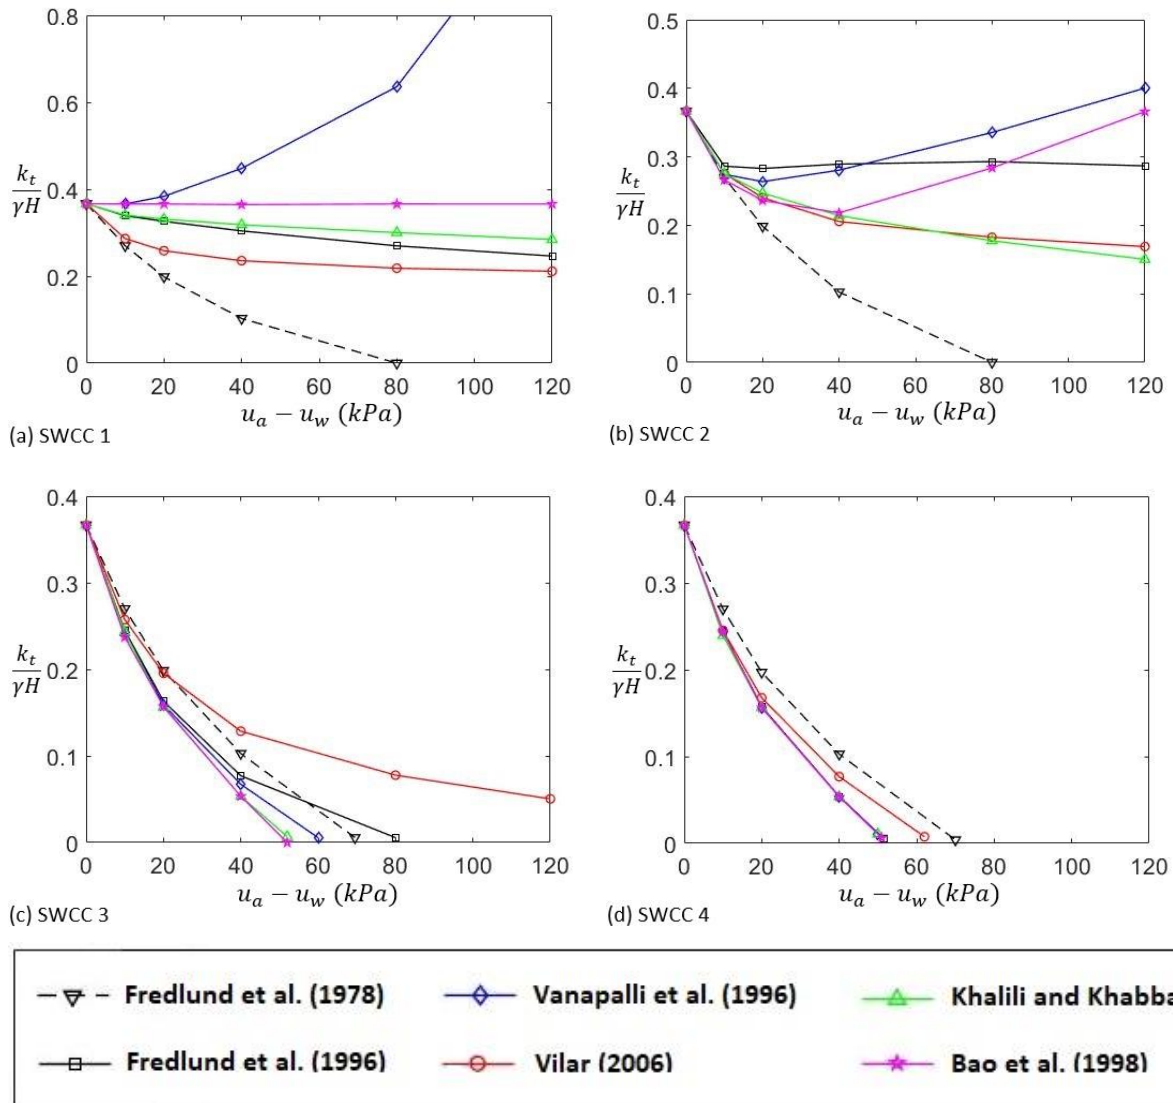 0.8
0.6
0.4
0.2
0
k_t
γH
0 20 40 60 80 100 120
u_a − u_w (kPa)
(a) SWCC 1
0.5
0.4
0.3
0.2
0.1
0
k_t
γH
0 20 40 60 80 100 120
u_a − u_w (kPa)
(b) SWCC 2
0.4
0.3
0.2
0.1
0
k_t
γH
0 20 40 60 80 100 120
u_a − u_w (kPa)
(c) SWCC 3
0.4
0.3
0.2
0.1
0
k_t
γH
0 20 40 60 80 100 120
u_a − u_w (kPa)
(d) SWCC 4
Fredlund et al. (1978) Vanapalli et al. (1996) Khalili and Khabba
Fredlund et al. (1996) Vilar (2006) Bao et al. (1998)